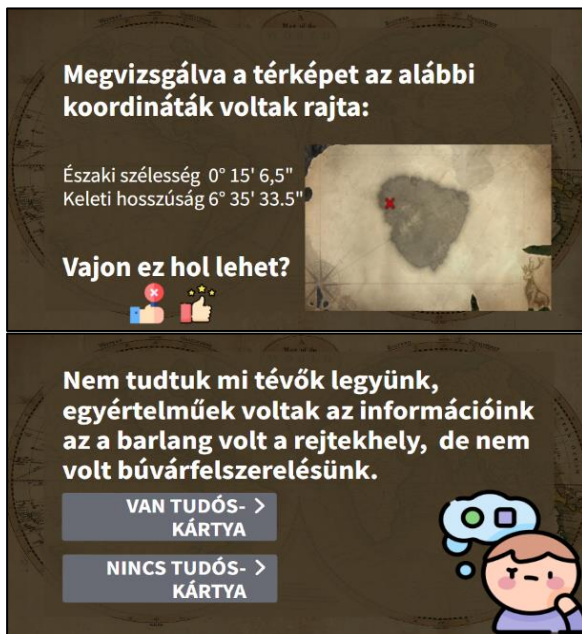 Megvizsgálva a térképet az alábbi
koordináták voltak rajta:
Északi szélesség 0° 15' 6,5"
Keleti hosszúság 6° 35' 33.5"
Vajon ez hol lehet?
Nem tudtuk mi tévők legyünk,
egyértelműek voltak az információink
az a barlang volt a rejtekhely, de nem
volt búvárfelszerelésünk.
VAN TUDÓS-
KÁRTYA
NINCS TUDÓS-
KÁRTYA